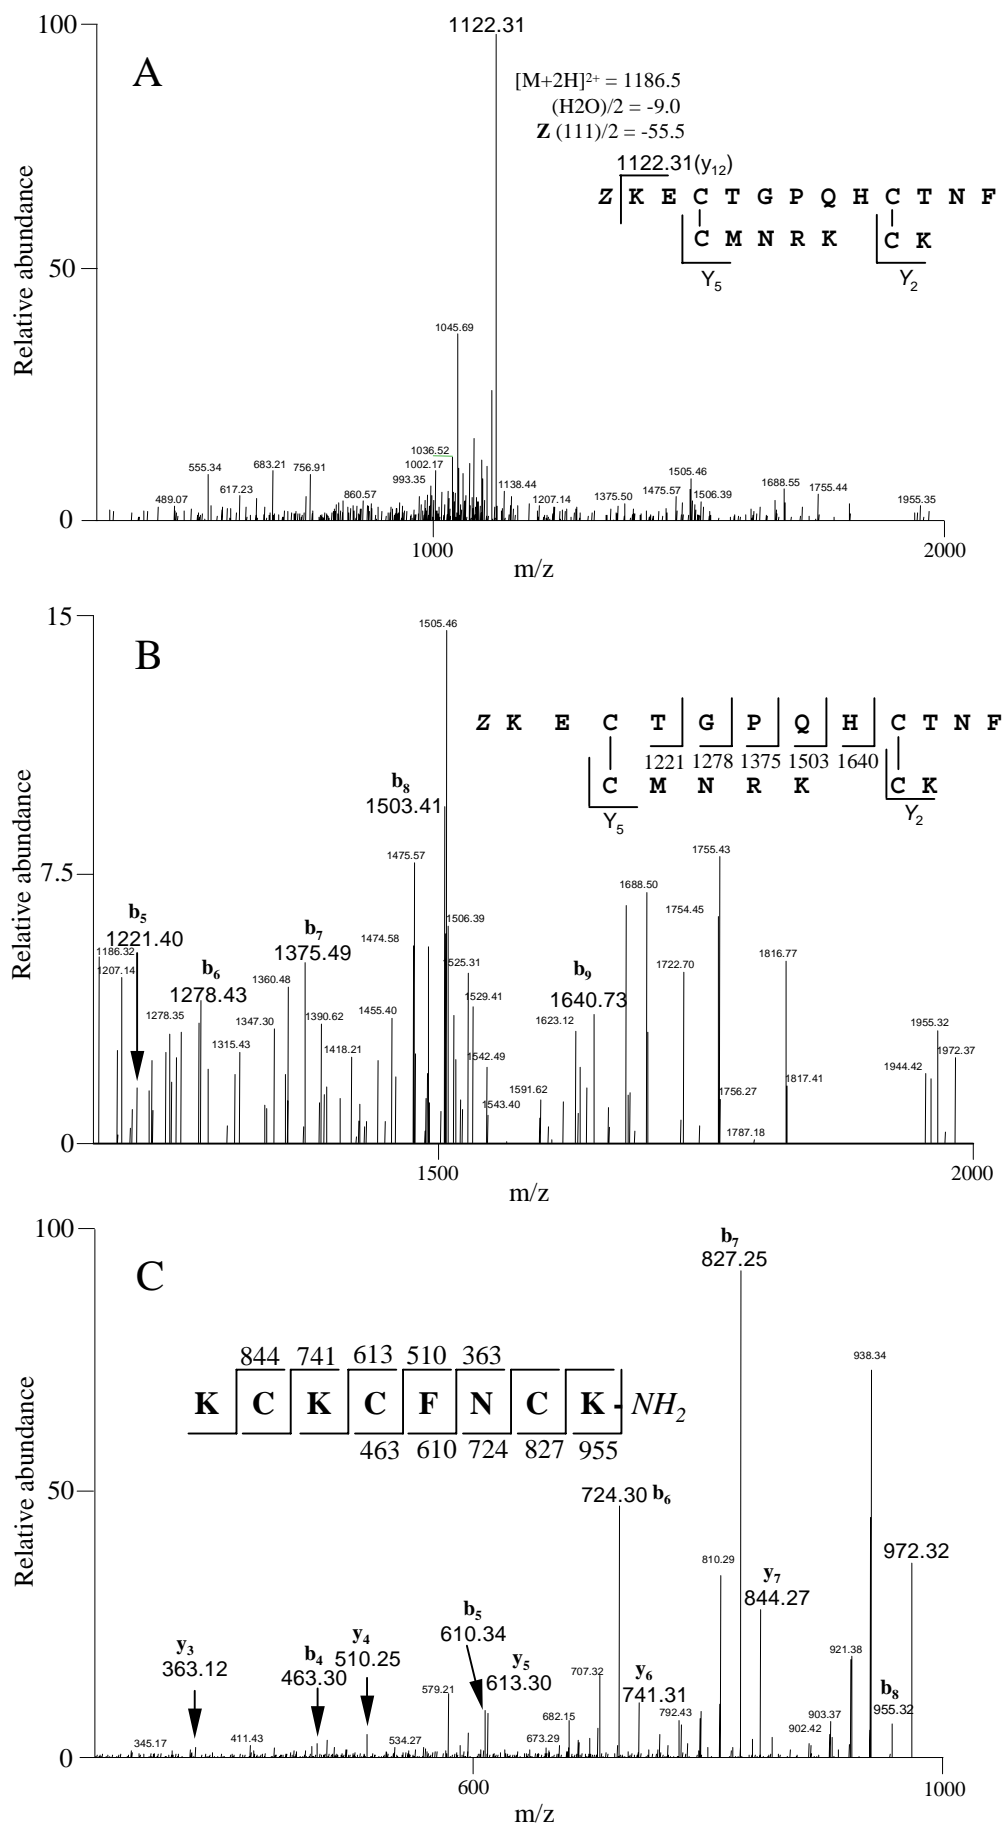 100
1122.31
A
[M+2H]2+ = 1186.5
(H2O)/2 = -9.0
Z (111)/2 = -55.5
1122.31(y12)
Z K E C T G P Q H C T N F
C M N R K C K
Y5 Y2
Relative abundance
50
1045.69
1036.52
1002.17
993.35
555.34
683.21
756.91
489.07
617.23
860.57
1138.44
1207.14
1375.50
1475.57
1505.46
1506.39
1688.55
1755.44
1955.35
0
1000
2000
m/z
15
B
1505.46
Z K E C T G P Q H C T N F
1221 1278 1375 1503 1640
C M N R K C K
Y5 Y2
Relative abundance
7.5
b8
1503.41
1475.57
1755.43
1688.50
1754.45
b5
1221.40
1186.32
1207.14
b6
1278.43
1278.35
b7
1375.49
1474.58
1506.39
1525.31
1529.41
b9
1640.73
1722.70
1816.77
1360.48
1347.30
1390.62
1455.40
1315.43
1418.21
1542.49
1543.40
1591.62
1623.12
1756.27
1787.18
1817.41
1944.42
1955.32
1972.37
0
1500
2000
m/z
100
C
b7
827.25
844 741 613 510 363
K C K C F N C K - NH2
463 610 724 827 955
938.34
Relative abundance
50
724.30 b6
972.32
810.29
y7
844.27
b5
610.34
y4
510.25
y3
363.12
b4
463.30
y5
613.30
707.32
y6
741.31
921.38
b8
955.32
579.21
682.15
792.43
903.37
902.42
345.17
411.43
534.27
673.29
0
600
1000
m/z